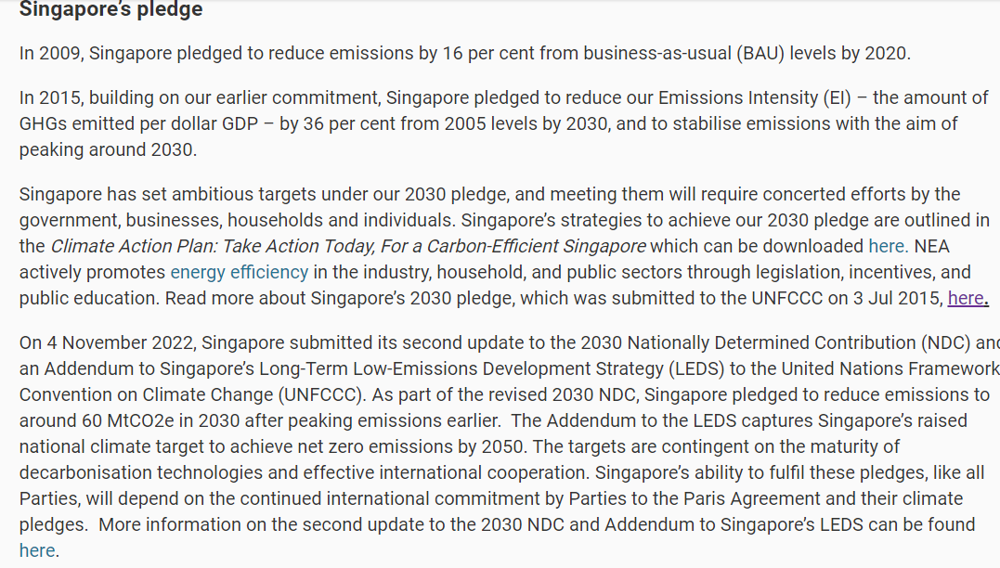 Singapore’s pledge
In 2009, Singapore pledged to reduce emissions by 16 per cent from business-as-usual (BAU) levels by 2020.
In 2015, building on our earlier commitment, Singapore pledged to reduce our Emissions Intensity (EI) – the amount of
GHGs emitted per dollar GDP – by 36 per cent from 2005 levels by 2030, and to stabilise emissions with the aim of
peaking around 2030.
Singapore has set ambitious targets under our 2030 pledge, and meeting them will require concerted efforts by the
government, businesses, households and individuals. Singapore’s strategies to achieve our 2030 pledge are outlined in
the Climate Action Plan: Take Action Today, For a Carbon-Efficient Singapore which can be downloaded here. NEA
actively promotes energy efficiency in the industry, household, and public sectors through legislation, incentives, and
public education. Read more about Singapore’s 2030 pledge, which was submitted to the UNFCCC on 3 Jul 2015, here.
On 4 November 2022, Singapore submitted its second update to the 2030 Nationally Determined Contribution (NDC) and
an Addendum to Singapore’s Long-Term Low-Emissions Development Strategy (LEDS) to the United Nations Framework
Convention on Climate Change (UNFCCC). As part of the revised 2030 NDC, Singapore pledged to reduce emissions to
around 60 MtCO2e in 2030 after peaking emissions earlier.  The Addendum to the LEDS captures Singapore’s raised
national climate target to achieve net zero emissions by 2050. The targets are contingent on the maturity of
decarbonisation technologies and effective international cooperation. Singapore’s ability to fulfil these pledges, like all
Parties, will depend on the continued international commitment by Parties to the Paris Agreement and their climate
pledges.  More information on the second update to the 2030 NDC and Addendum to Singapore’s LEDS can be found
here.